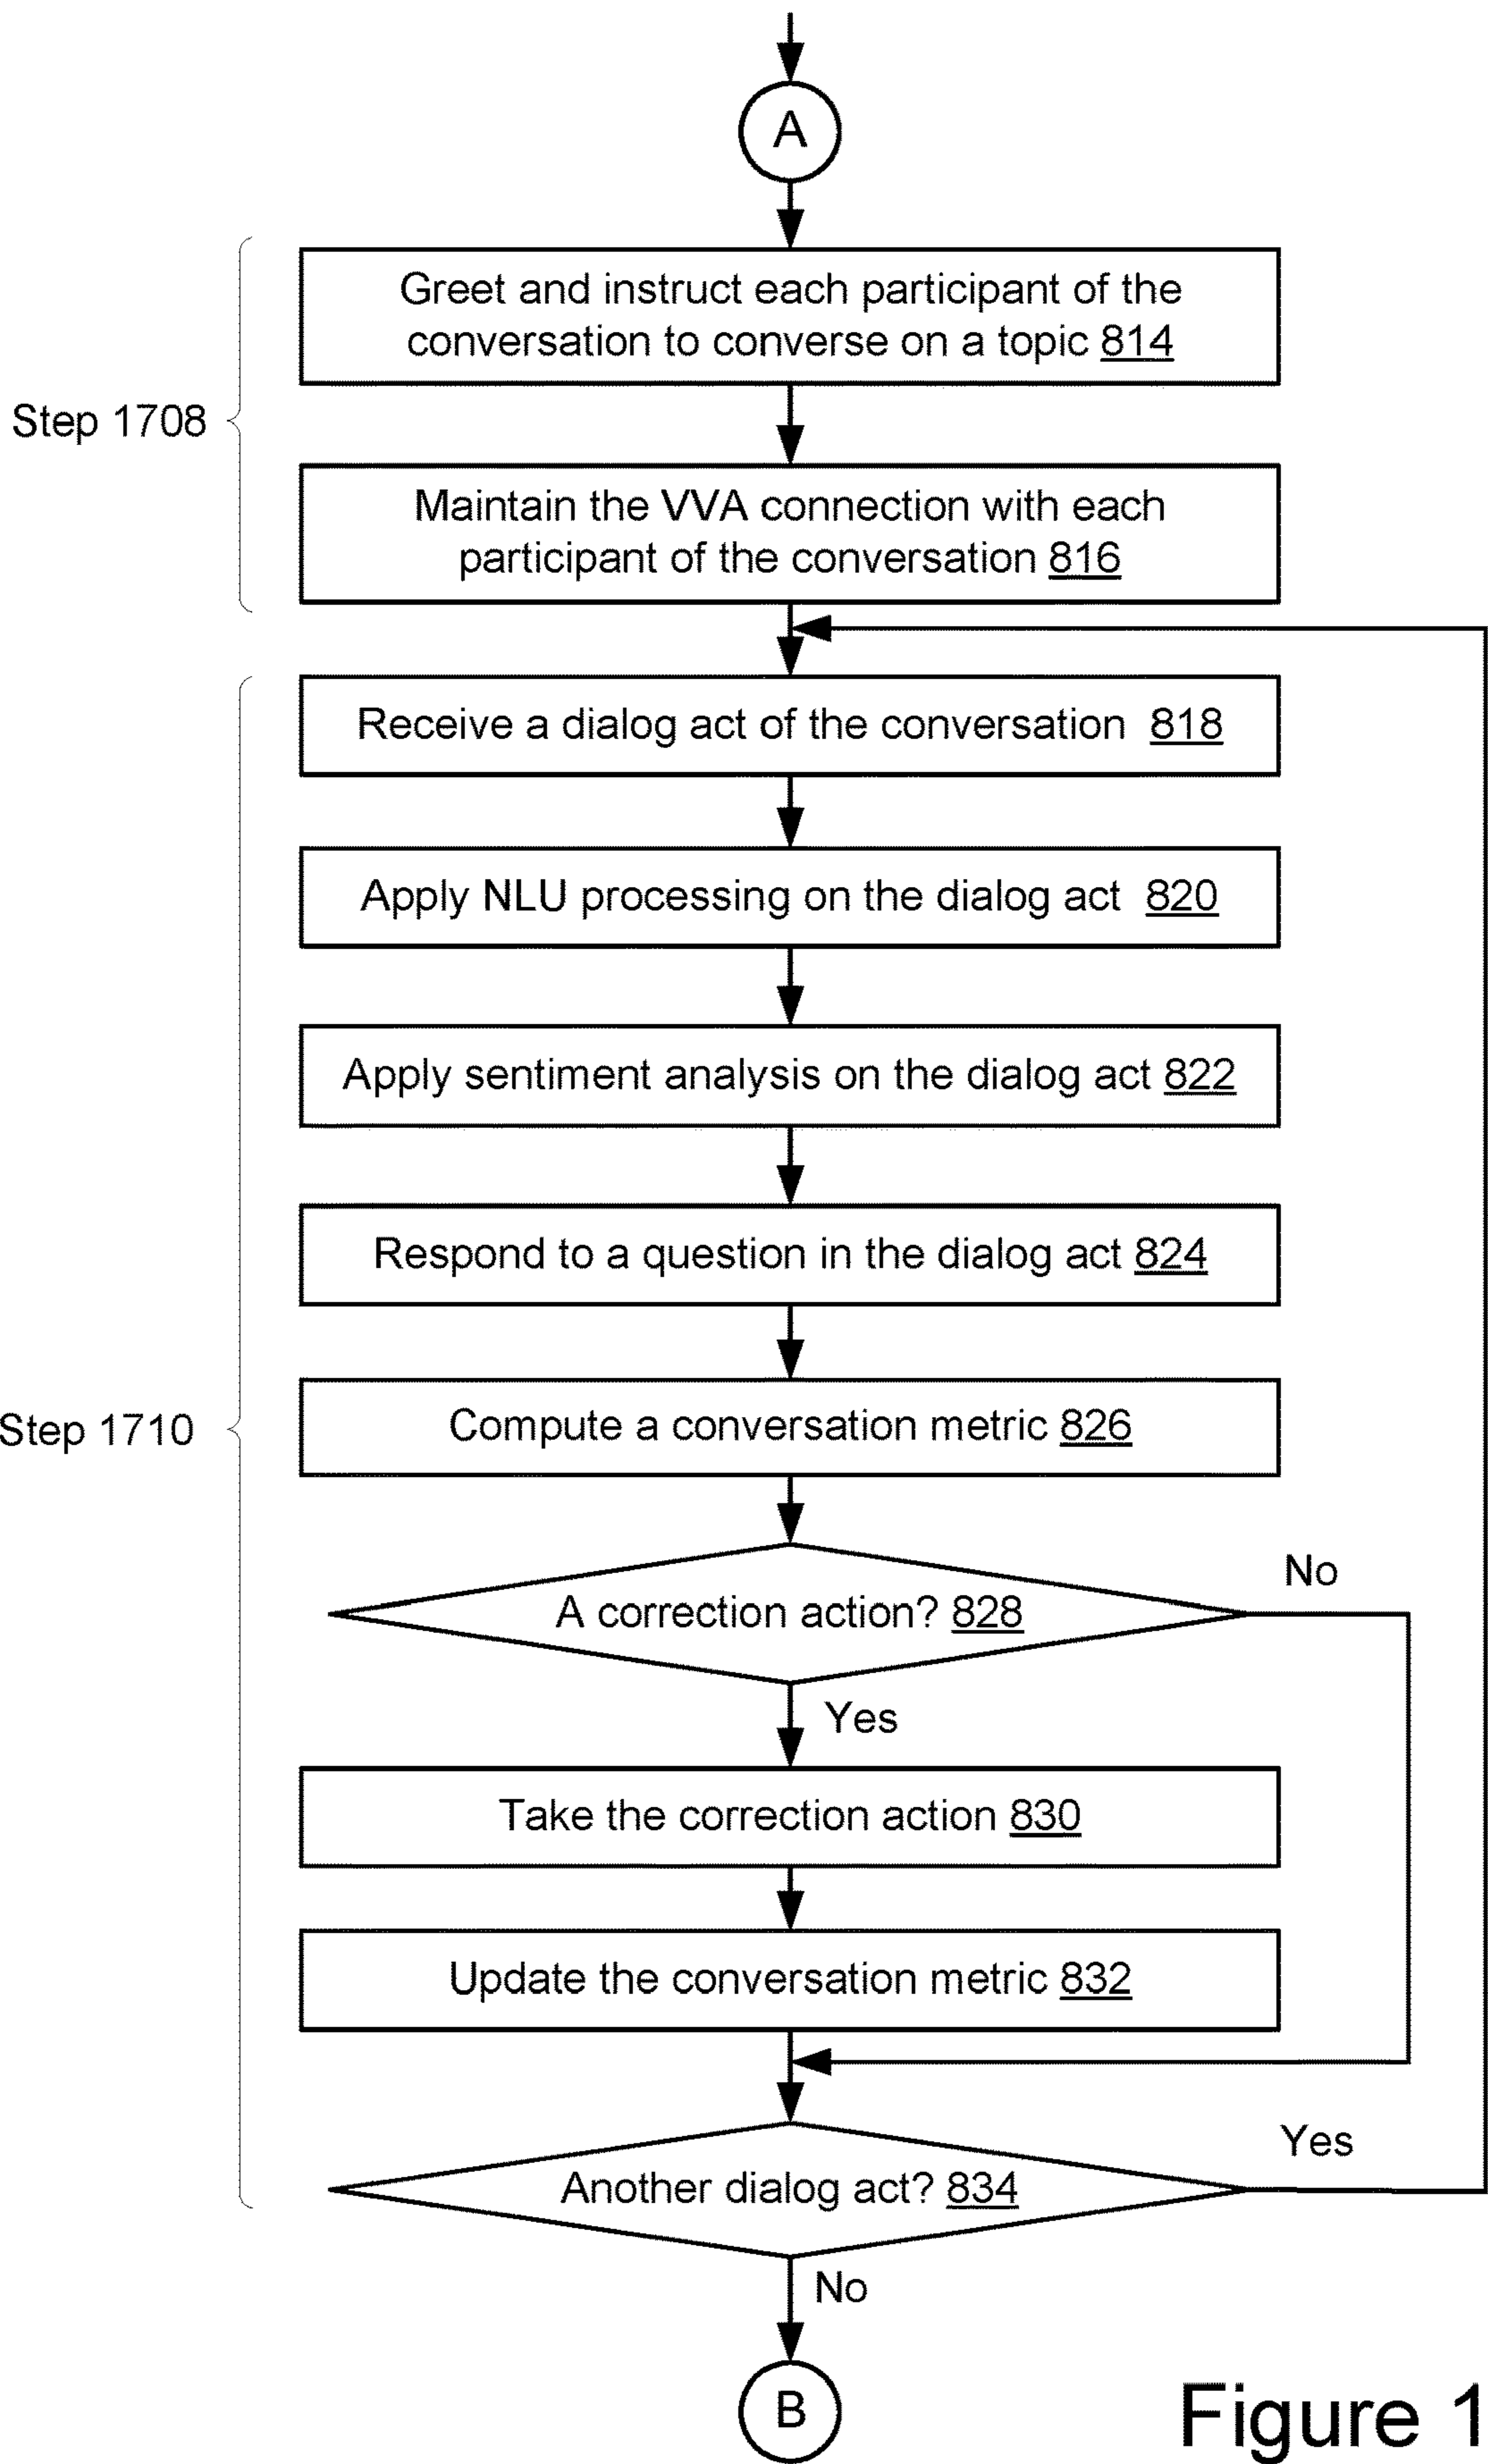 A
Greet and instruct each participant of the
conversation to converse on a topic 814
Step 1708
Maintain the VVA connection with each
participant of the conversation 816
Receive a dialog act of the conversation 818
Apply NLU processing on the dialog act 820
Apply sentiment analysis on the dialog act 822
Respond to a question in the dialog act 824
Step 1710
Compute a conversation metric 826
No
A correction action? 828
Yes
Take the correction action 830
Update the conversation metric 832
Yes
Another dialog act? 834
No
B
Figure 1